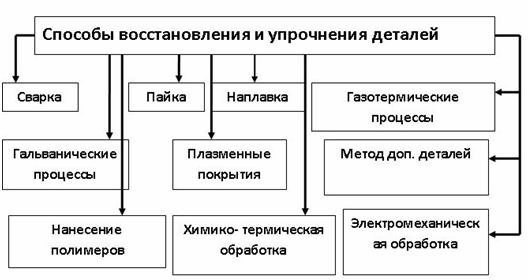 Способы восстановления и упрочнения деталей
Сварка
Пайка
Наплавка
Газотермические
процессы
Гальванические
процессы
Плазменные
покрытия
Метод доп. деталей
Нанесение
полимеров
Химико- термическая
обработка
Электромеханическ
ая обработка